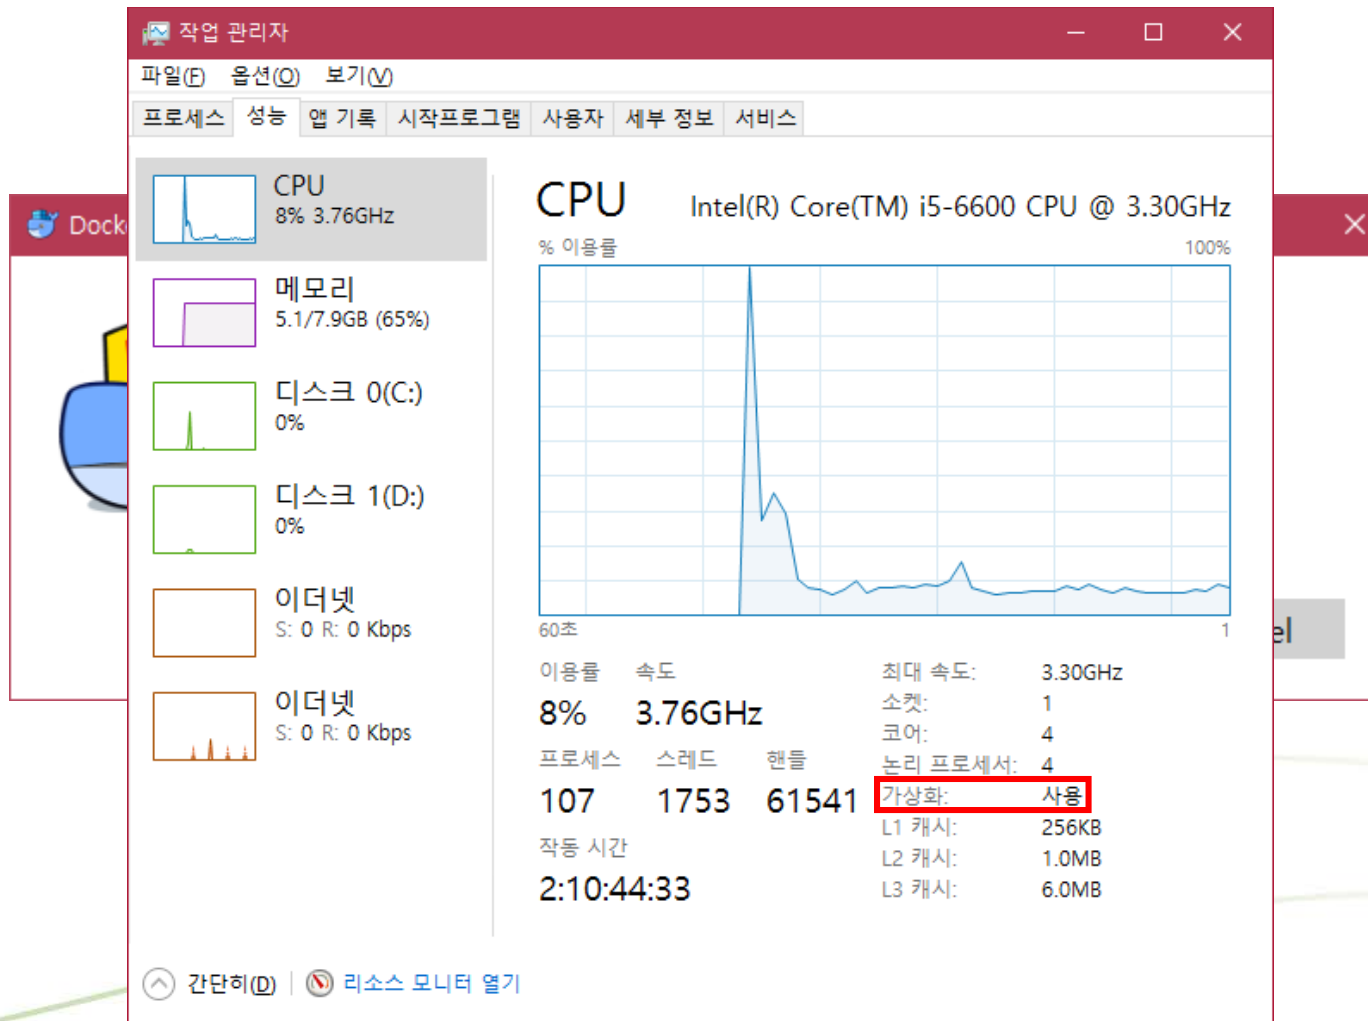 작업 관리자
파일(F) 옵션(O) 보기(V)
프로세스 성능 앱 기록 시작프로그램 사용자 세부 정보 서비스
CPU
8% 3.76GHz
메모리
5.1/7.9GB (65%)
디스크 0(C:)
0%
디스크 1(D:)
0%
이더넷
S: 0 R: 0 Kbps
이더넷
S: 0 R: 0 Kbps
CPU Intel(R) Core(TM) i5-6600 CPU @ 3.30GHz
% 이용률 100%
60초 1
이용률 속도
8% 3.76GHz
프로세스 스레드 핸들
107 1753 61541
작동 시간
2:10:44:33
최대 속도: 3.30GHz
소켓: 1
코어: 4
논리 프로세서: 4
가상화: 사용
L1 캐시: 256KB
L2 캐시: 1.0MB
L3 캐시: 6.0MB
간단히(D) 리소스 모니터 열기
Dock
el